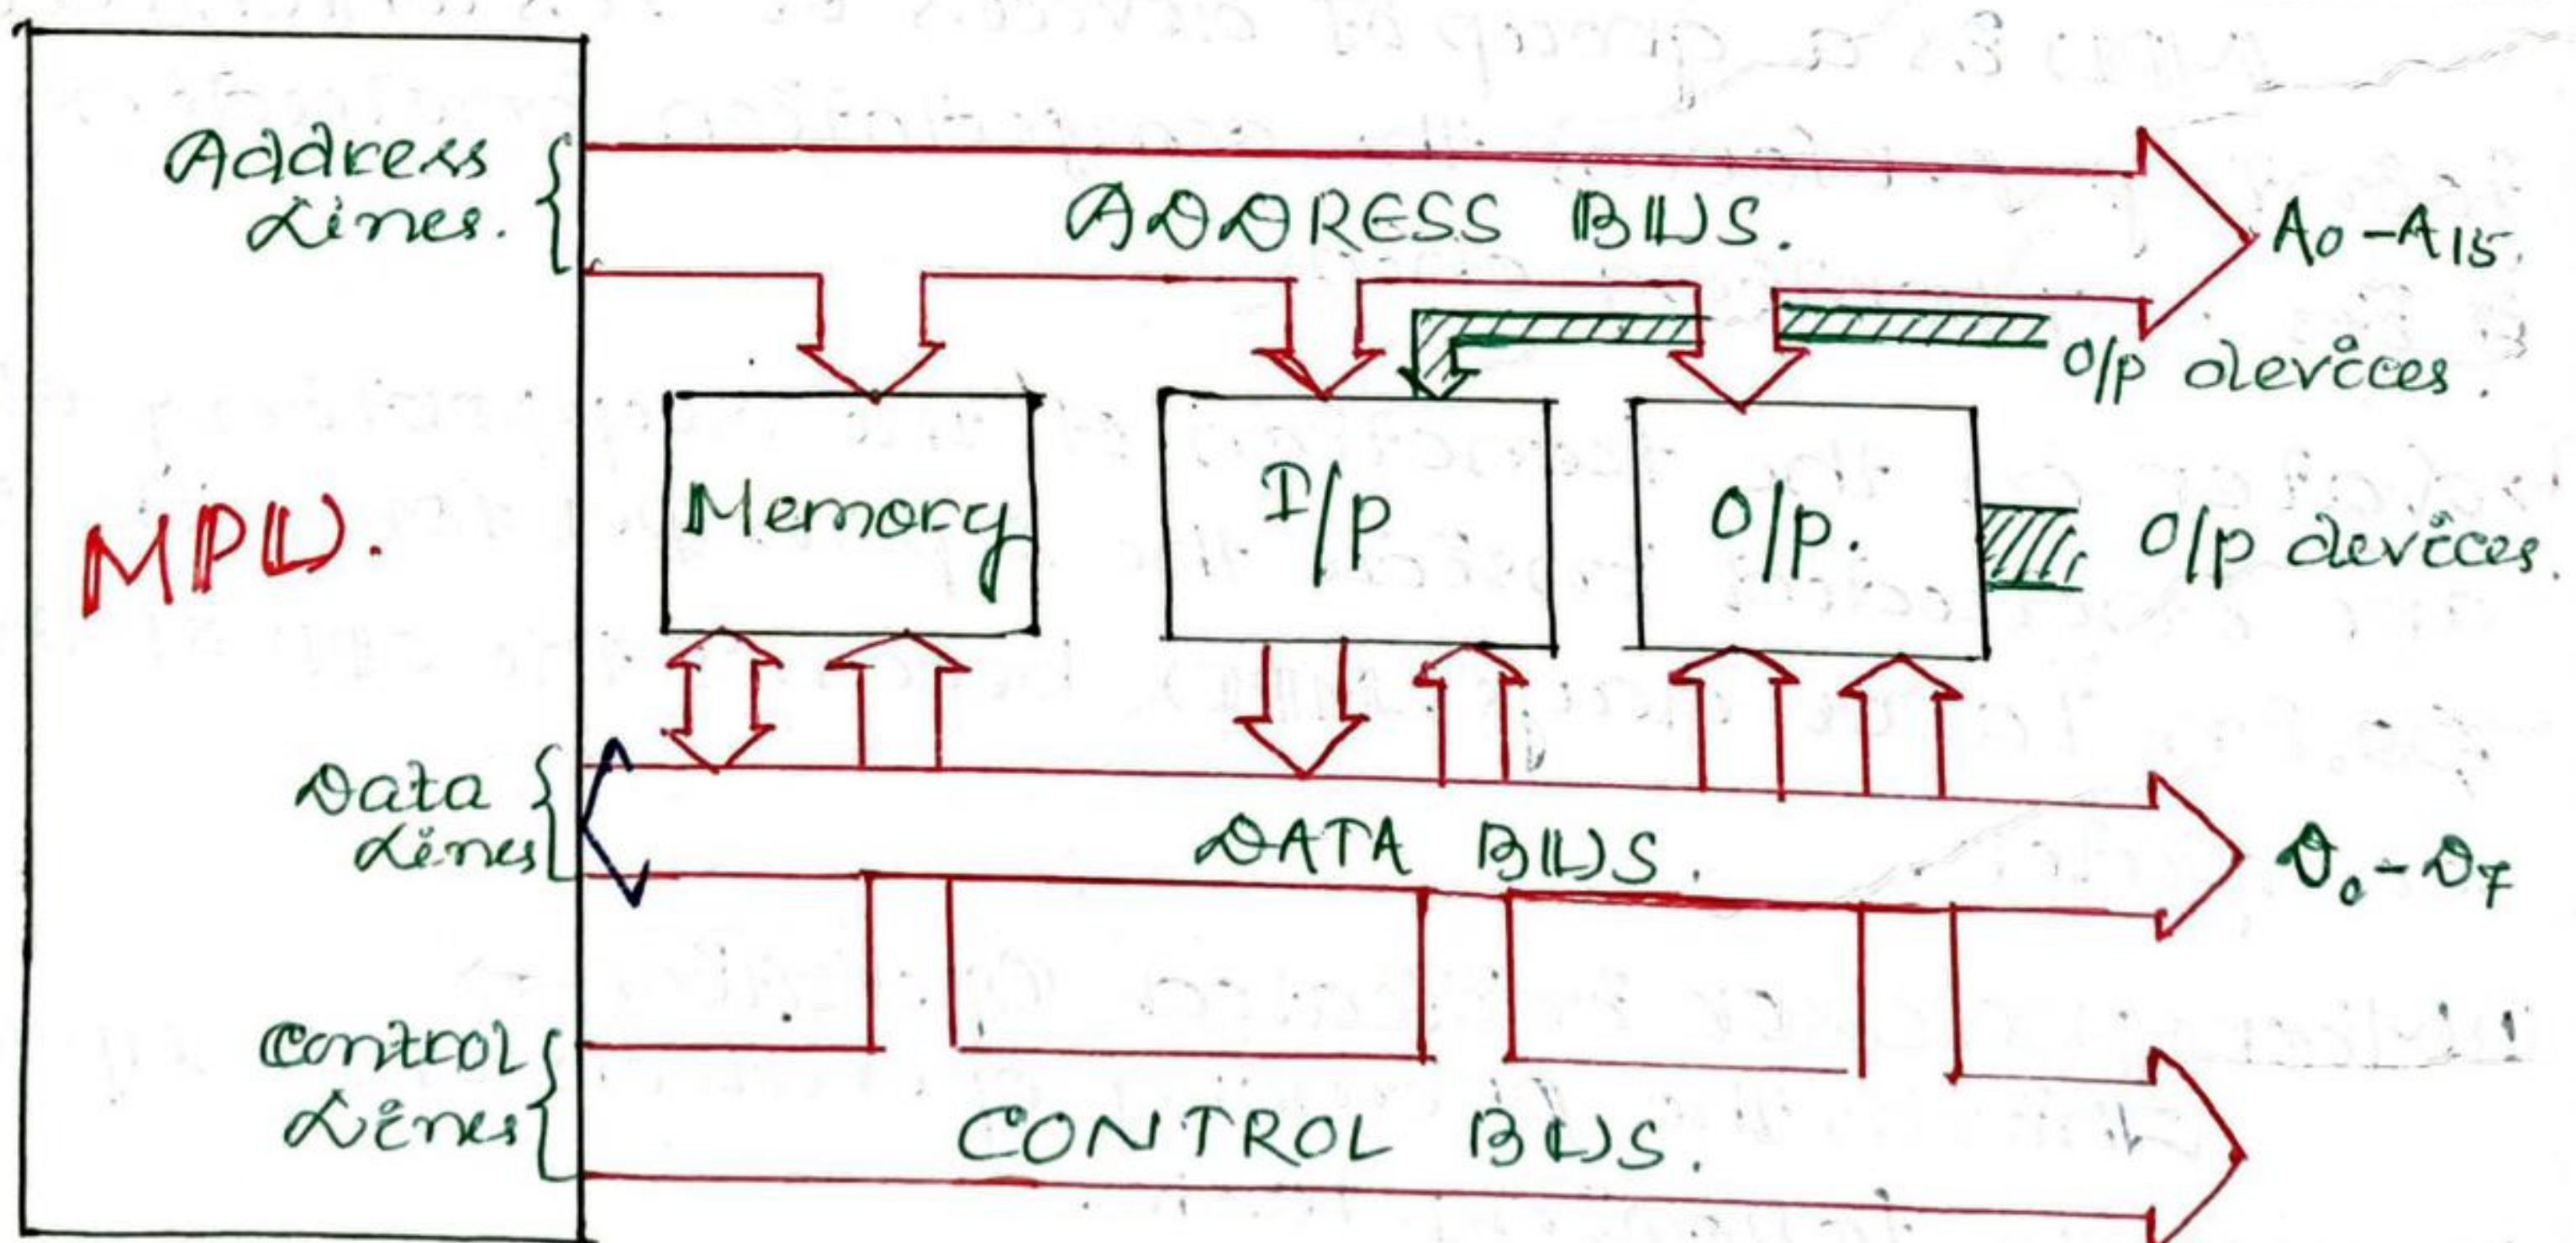 Address
Lines.
ADDRESS BUS.
A0-A15.
O/p devices.
MPU.
Memory
I/p
O/p.
O/p devices.
Data
Lines
DATA BUS.
D0-D7
Control
Lines
CONTROL BUS.